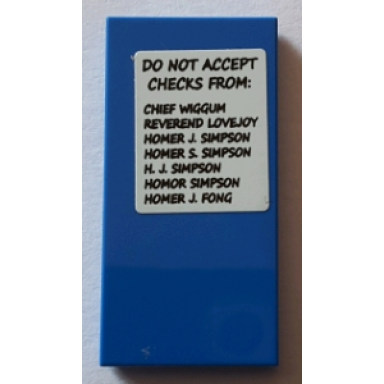 DO NOT ACCEPT
CHECKS FROM:
CHIEF WIGGUM
REVEREND LOVEJOY
HOMER J. SIMPSON
HOMER S. SIMPSON
H. J. SIMPSON
HOMOR SIMPSON
HOMER J. FONG